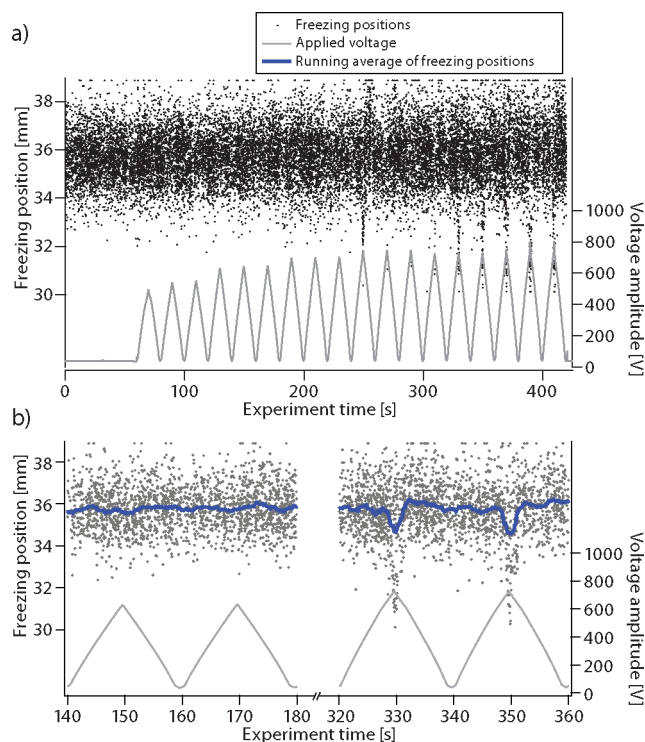 Freezing positions
Applied voltage
Running average of freezing positions
a)
Freezing position [mm]
38
36
34
32
30
Voltage amplitude [V]
1000
800
600
400
200
0
0 100 200 300 400
Experiment time [s]
b)
Freezing position [mm]
38
36
34
32
30
Voltage amplitude [V]
1000
800
600
400
200
0
140 150 160 170 180 320 330 340 350 360
Experiment time [s]